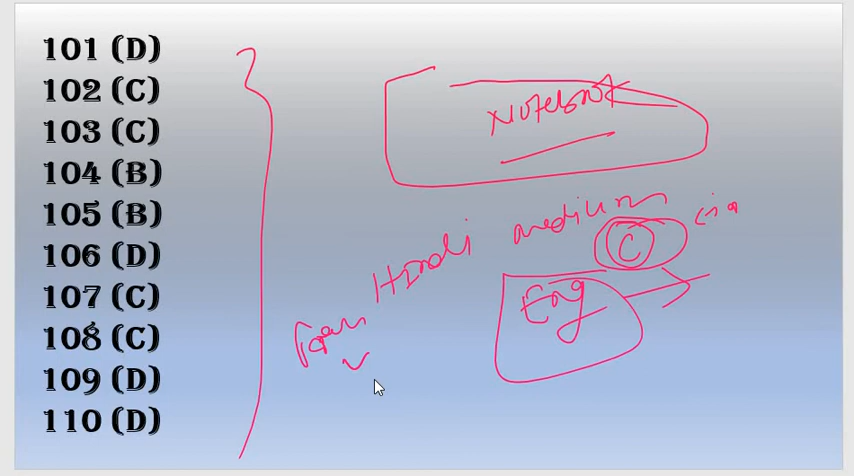 101 (D)
102 (C)
103 (C)
104 (B)
105 (B)
106 (D)
107 (C)
108 (C)
109 (D)
110 (D)
Hindi medium
C
Eng